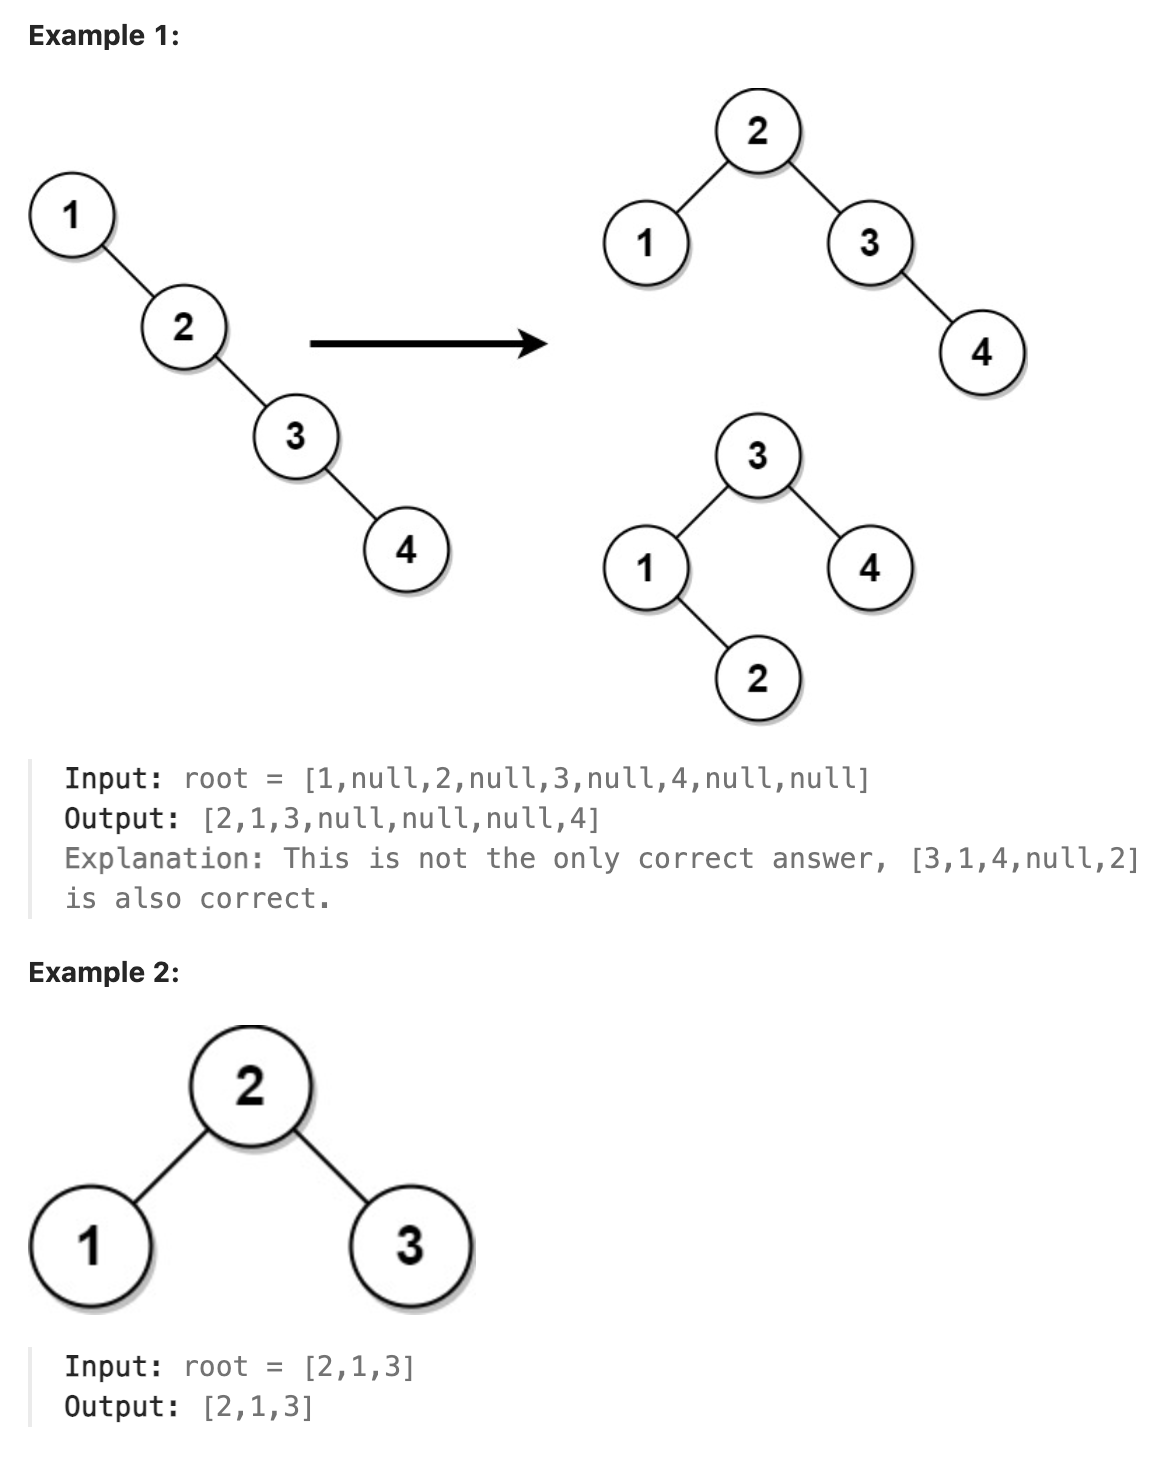 Example 1:
2
1
1
3
2
4
3
3
1
4
4
2
Input: root = [1,null,2,null,3,null,4,null,null]
Output: [2,1,3,null,null,null,4]
Explanation: This is not the only correct answer, [3,1,4,null,2]
is also correct.
Example 2:
2
1 3
Input: root = [2,1,3]
Output: [2,1,3]